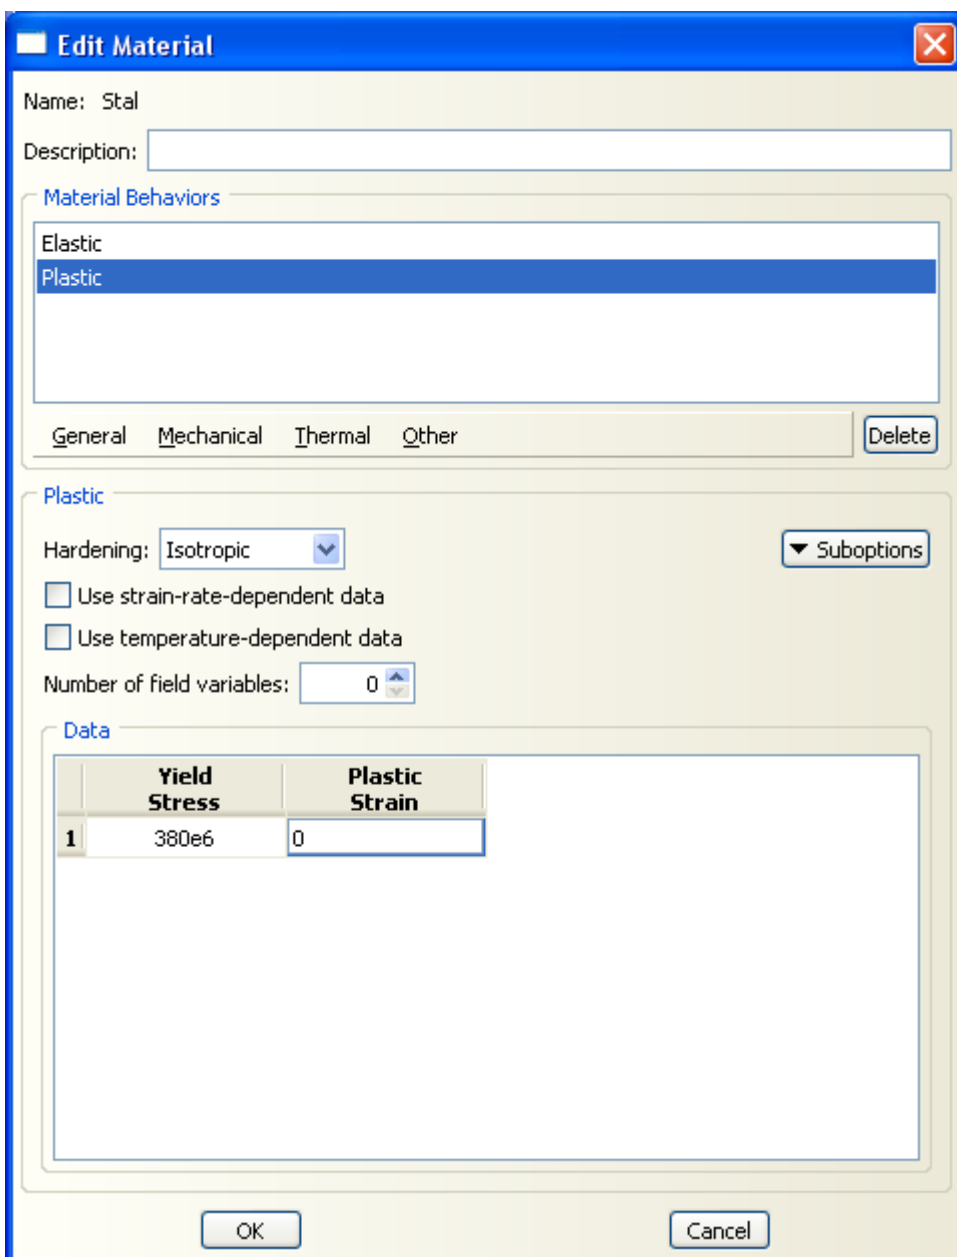 Edit Material
Name: Stal
Description:
Material Behaviors
Elastic
Plastic
General Mechanical Thermal Other Delete
Plastic
Hardening: Isotropic Suboptions
Use strain-rate-dependent data
Use temperature-dependent data
Number of field variables: 0
Data
Yield Plastic
Stress Strain
1 380e6 0
OK Cancel